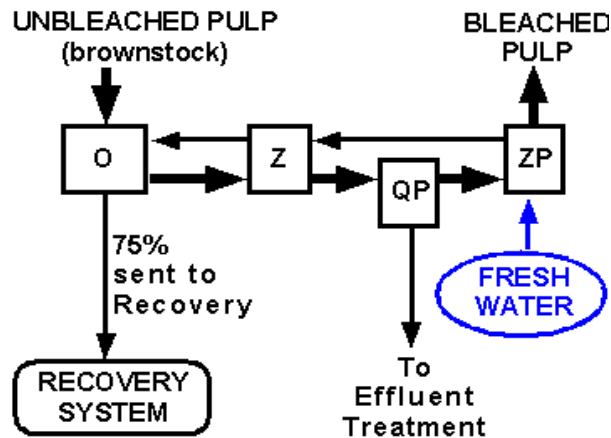 UNBLEACHED PULP
(brownstock)
BLEACHED
PULP
O
Z
QP
ZP
75%
sent to
Recovery
FRESH
WATER
RECOVERY
SYSTEM
To
Effluent
Treatment